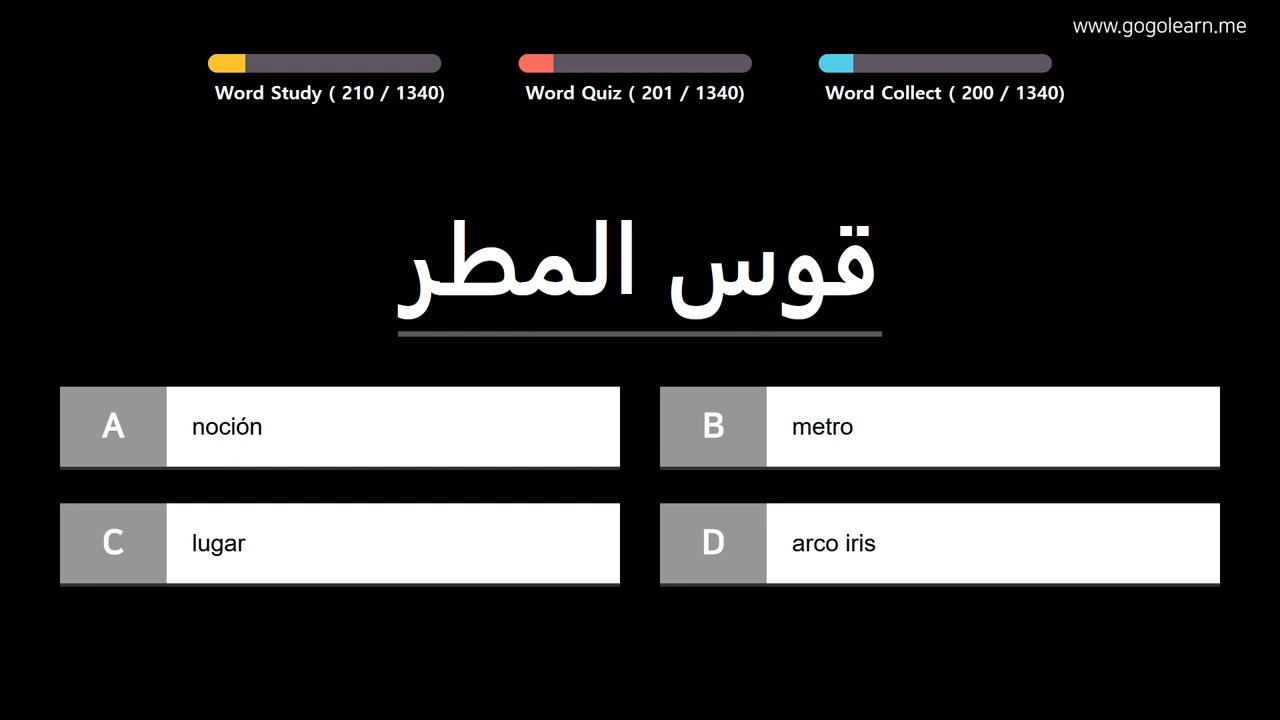 www.gogolearn.me
Word Study ( 210 / 1340)
Word Quiz ( 201 / 1340)
Word Collect ( 200 / 1340)
قوس المطر
A noción
B metro
C lugar
D arco iris